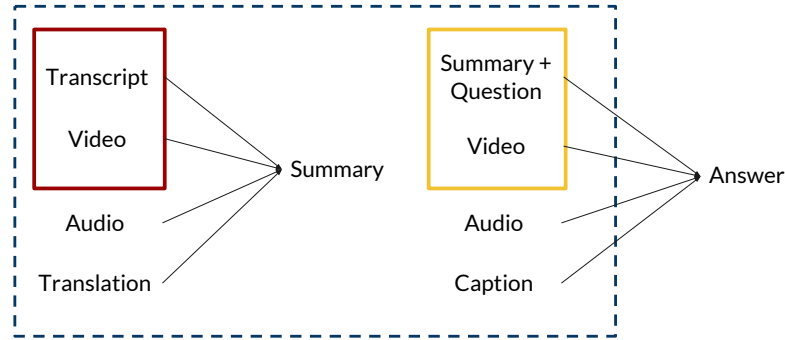 Transcript
Video
Audio
Translation
Summary
Summary +
Question
Video
Audio
Caption
Answer